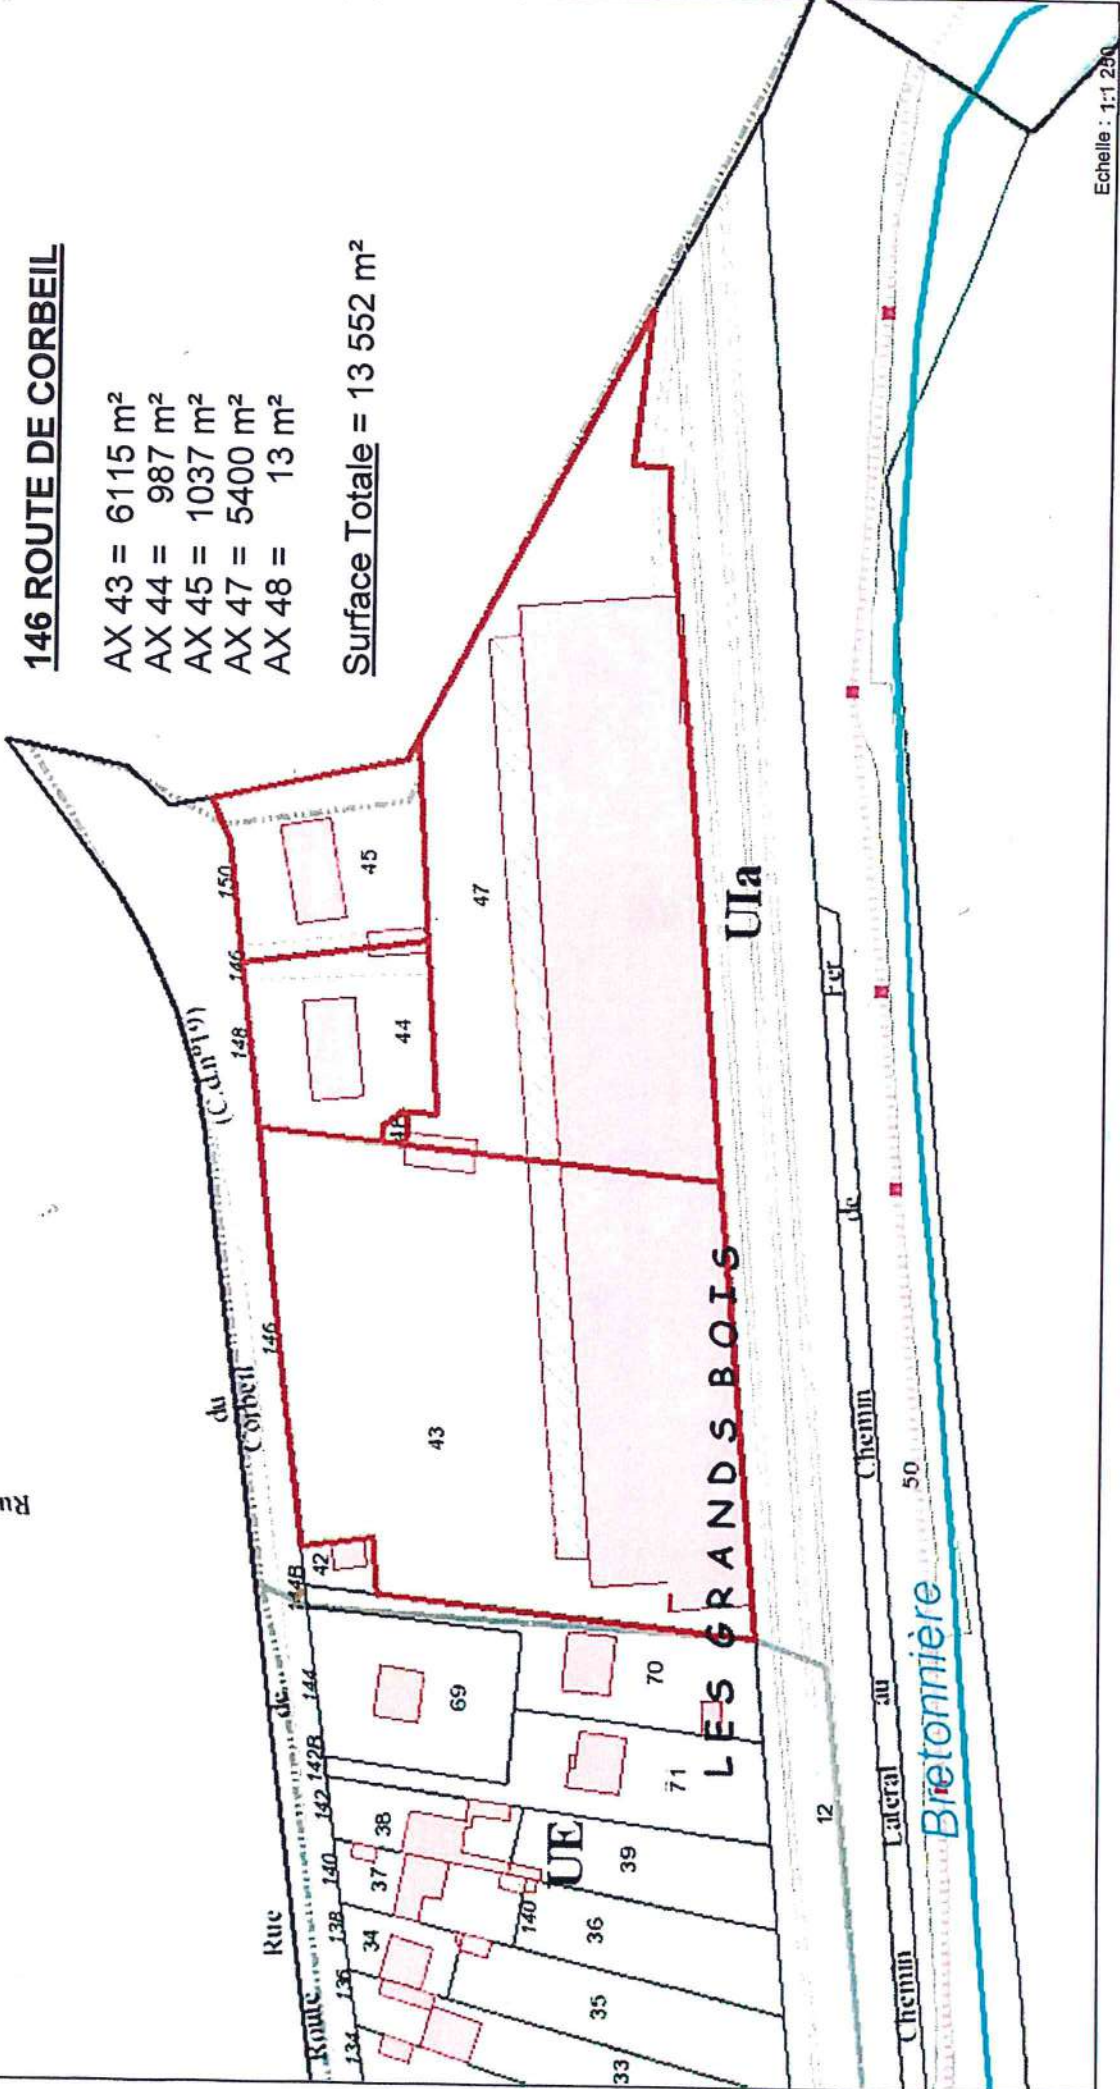 146 ROUTE DE CORBEIL
AX 43 = 6115 m²
AX 44 = 987 m²
AX 45 = 1037 m²
AX 47 = 5400 m²
AX 48 = 13 m²
Surface Totale = 13 552 m²
Ru
Rue
du
Route
de
Corbeil
(C.d.n°19)
134
136
138
140
142
142B
144
144B
146
148
146
150
34
37
38
69
42
43
44
45
47
48
33
35
36
140
39
71
70
UE
UIa
LES GRANDS BOIS
12
50
Chemin
Lateral
au
Chemin
de
Fer
Bretonnière
Echelle : 1:1 250